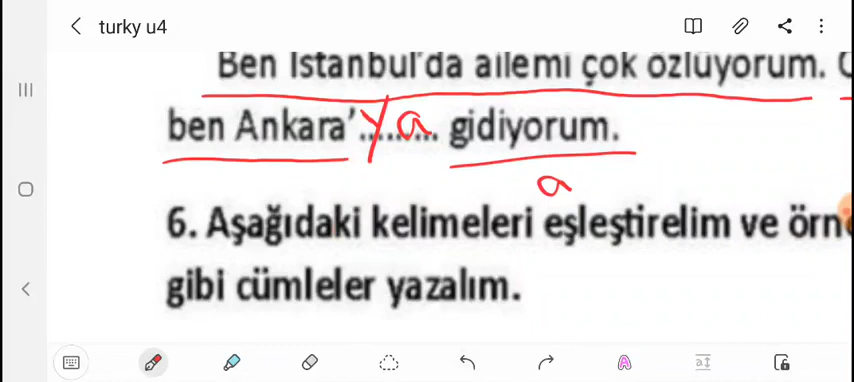 turky u4
Ben İstanbul'da ailemi çok özlüyorum.
ben Ankara'ya gidiyorum.
a
6. Aşağıdaki kelimeleri eşleştirelim ve örn
gibi cümleler yazalım.